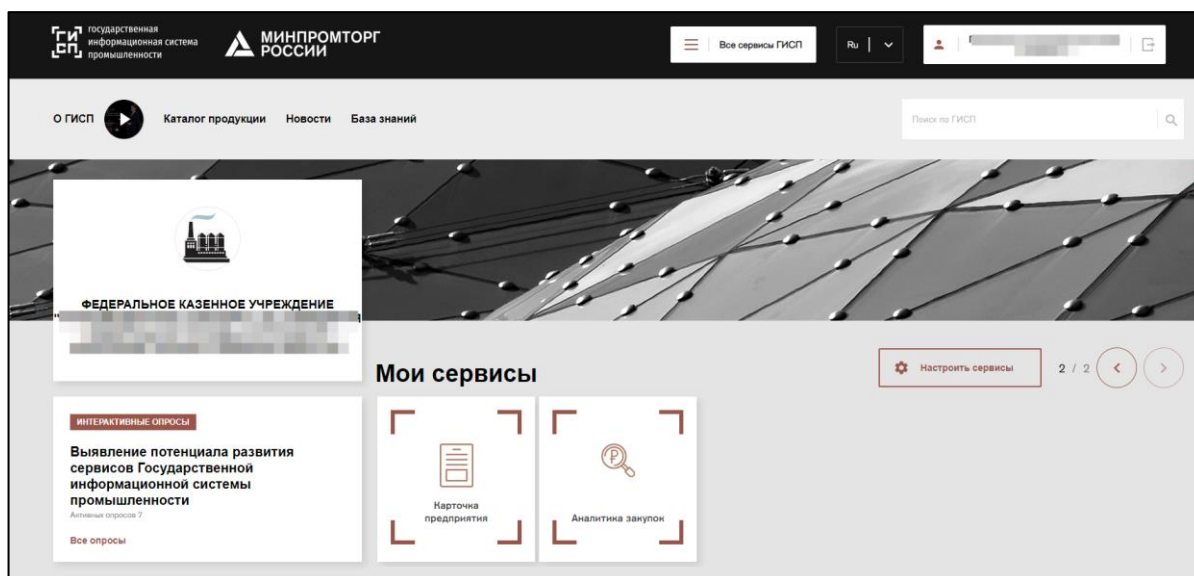 государственная
информационная система
промышленности
МИНПРОМТОРГ
РОССИИ
Все сервисы ГИСП
Ru
О ГИСП
Каталог продукции
Новости
База знаний
Поиск по ГИСП
ФЕДЕРАЛЬНОЕ КАЗЕННОЕ УЧРЕЖДЕНИЕ
Мои сервисы
Настроить сервисы
2 / 2
ИНТЕРАКТИВНЫЕ ОПРОСЫ
Выявление потенциала развития
сервисов Государственной
информационной системы
промышленности
Активных опросов 7
Все опросы
Карточка
предприятия
Аналитика закупок